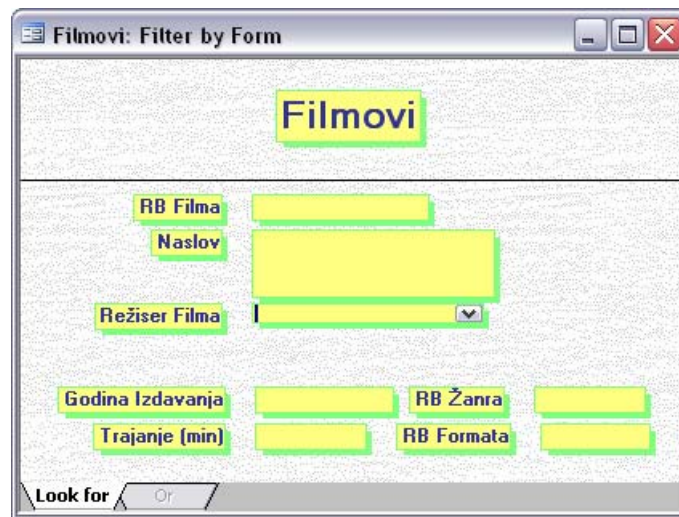 Filmovi: Filter by Form
Filmovi
RB Filma
Naslov
Režiser Filma
Godina Izdavanja RB Žanra
Trajanje (min) RB Formata
Look for Or